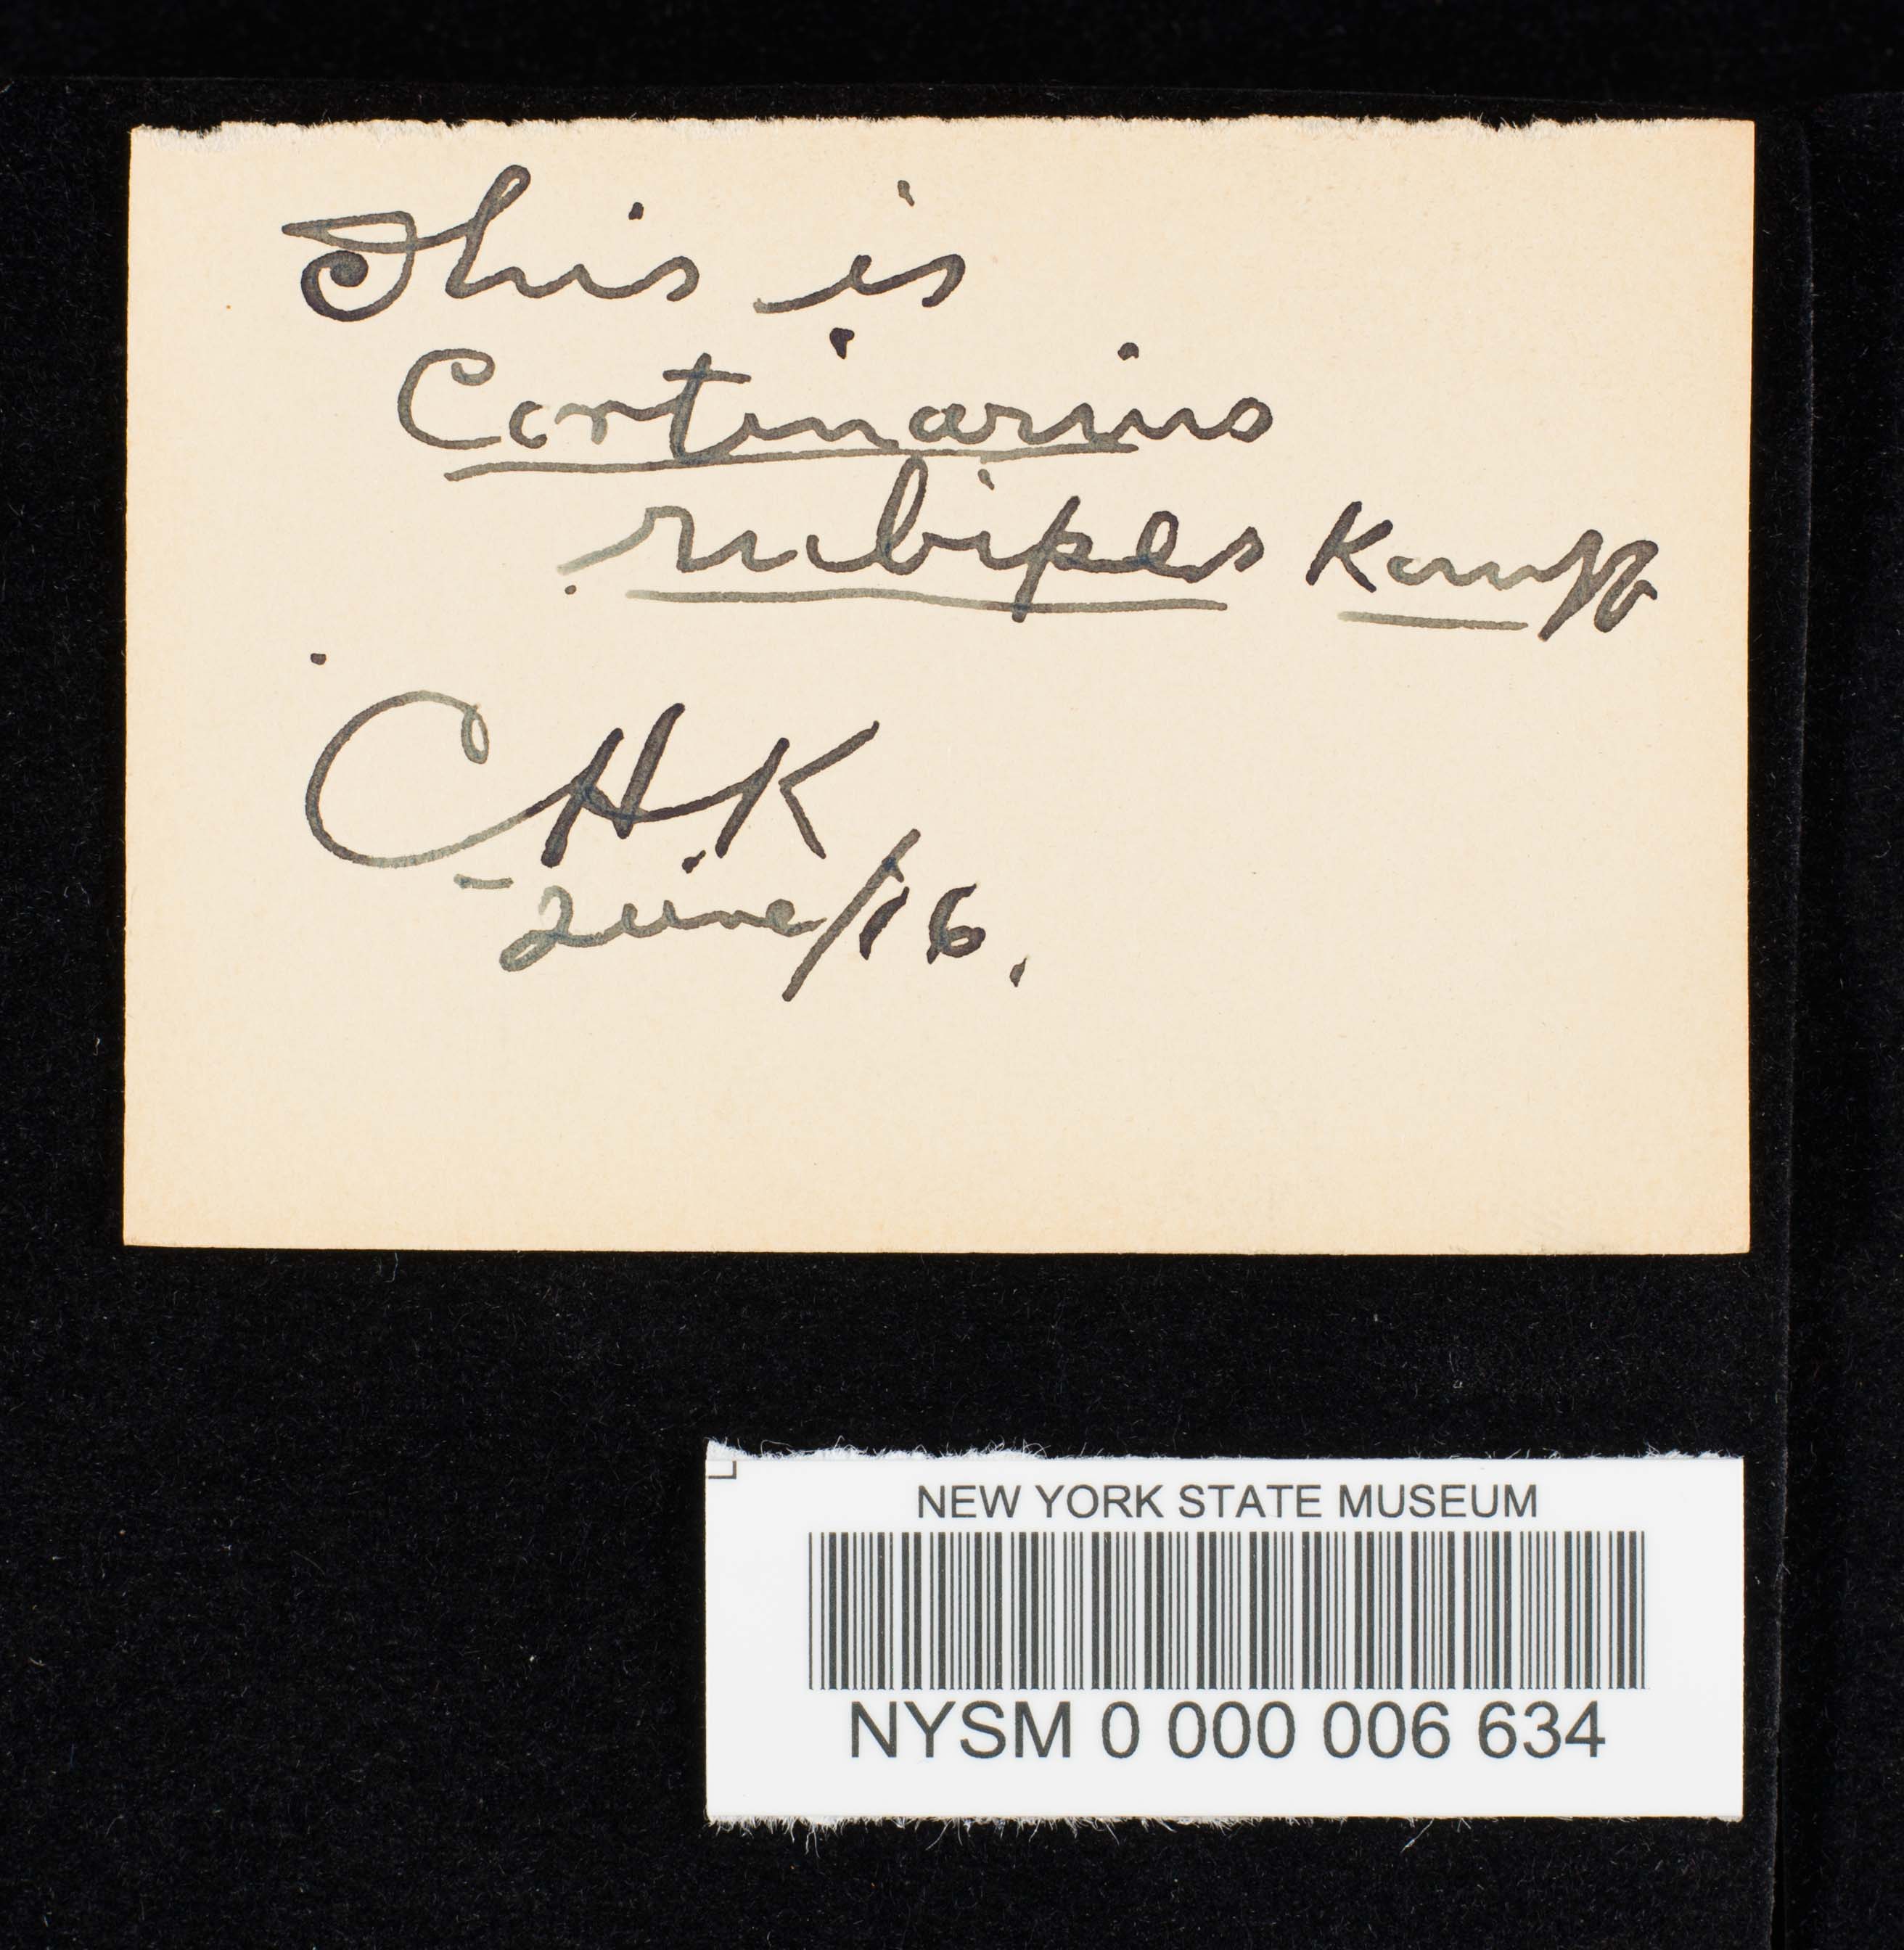 This is
Cortinarius
rubipes Kauff
CHK
June/16.
NEW YORK STATE MUSEUM
NYSM 0 000 006 634